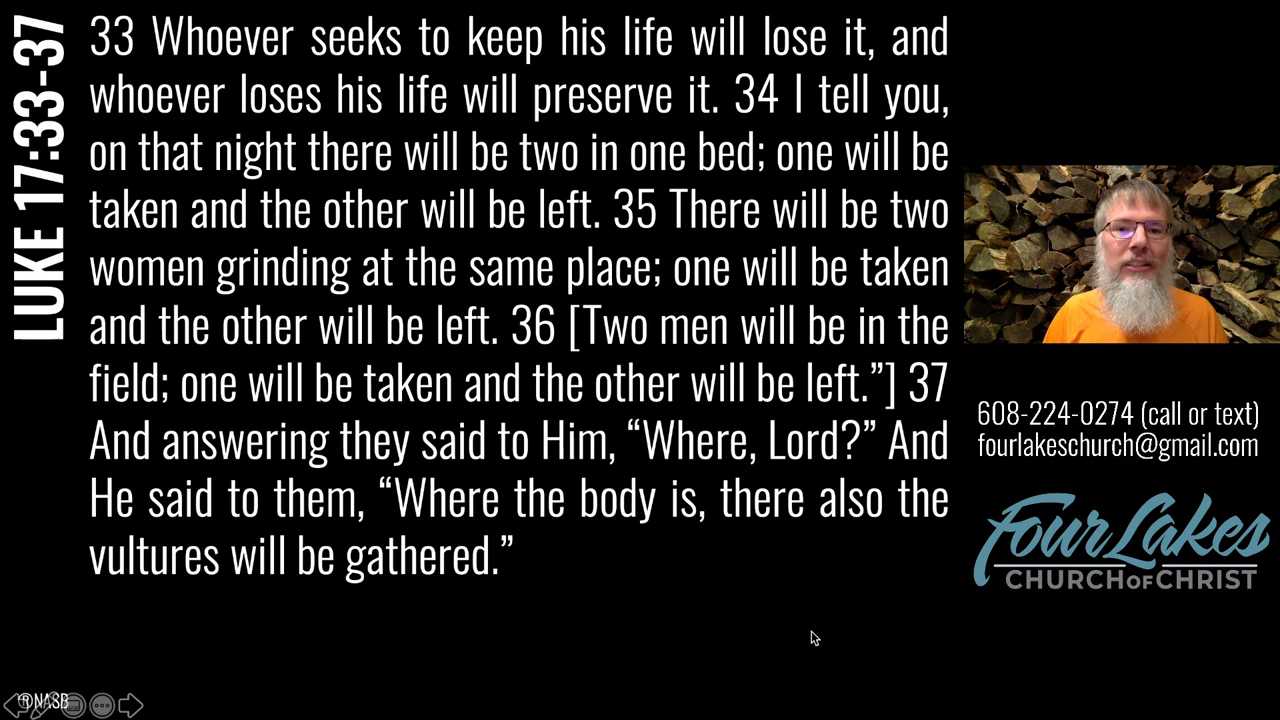 LUKE 17:33-37
33 Whoever seeks to keep his life will lose it, and
whoever loses his life will preserve it. 34 I tell you,
on that night there will be two in one bed; one will be
taken and the other will be left. 35 There will be two
women grinding at the same place; one will be taken
and the other will be left. 36 [Two men will be in the
field; one will be taken and the other will be left.”] 37
And answering they said to Him, “Where, Lord?” And
He said to them, “Where the body is, there also the
vultures will be gathered.”
608-224-0274 (call or text)
fourlakeschurch@gmail.com
Four Lakes
CHURCH OF CHRIST
©NASB